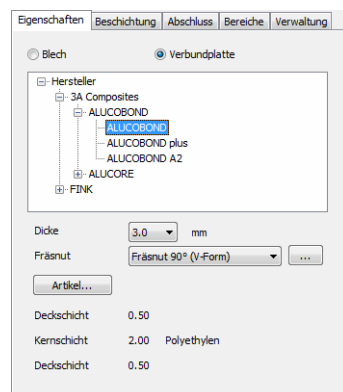 Eigenschaften Beschichtung Abschluss Bereiche Verwaltung
Blech Verbundplatte
Hersteller
3A Composites
ALUCOBOND
ALUCOBOND
ALUCOBOND plus
ALUCOBOND A2
ALUCORE
FINK
Dicke 3.0 mm
Fräsnut Fräsnut 90° (V-Form) ...
Artikel...
Deckschicht 0.50
Kernschicht 2.00 Polyethylen
Deckschicht 0.50